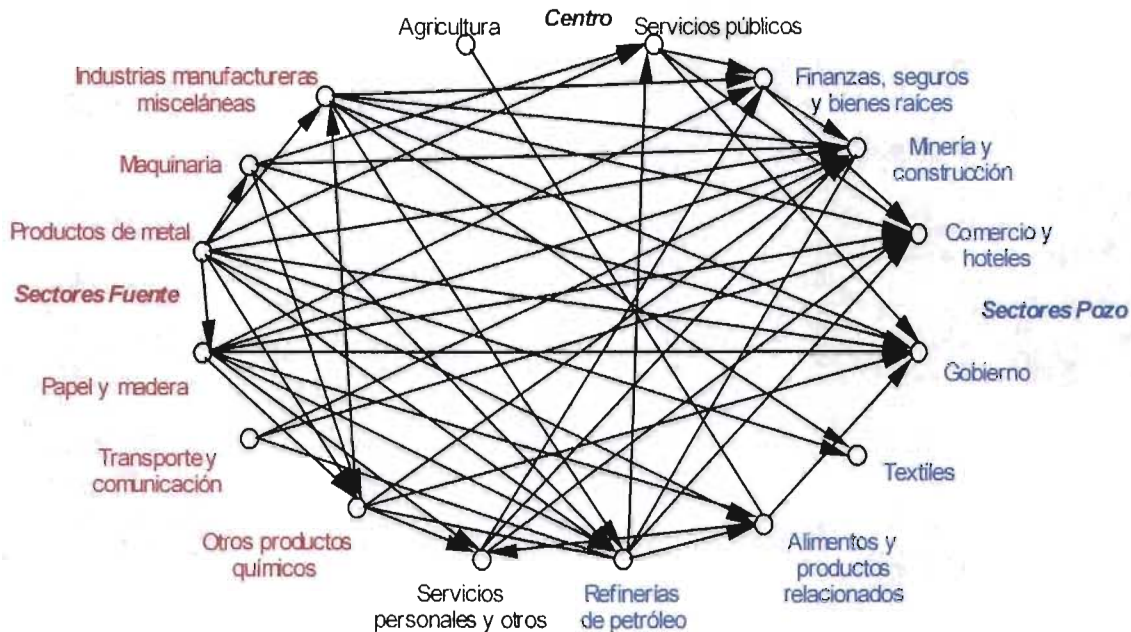 Centro
Agricultura
Servicios públicos
Industrias manufactureras
misceláneas
Finanzas, seguros
y bienes raíces
Maquinaria
Minería y
construcción
Productos de metal
Comercio y
hoteles
Sectores Fuente
Sectores Pozo
Papel y madera
Gobierno
Transporte y
comunicación
Textiles
Otros productos
químicos
Servicios
personales y otros
Refinerías
de petróleo
Alimentos y
productos
relacionados